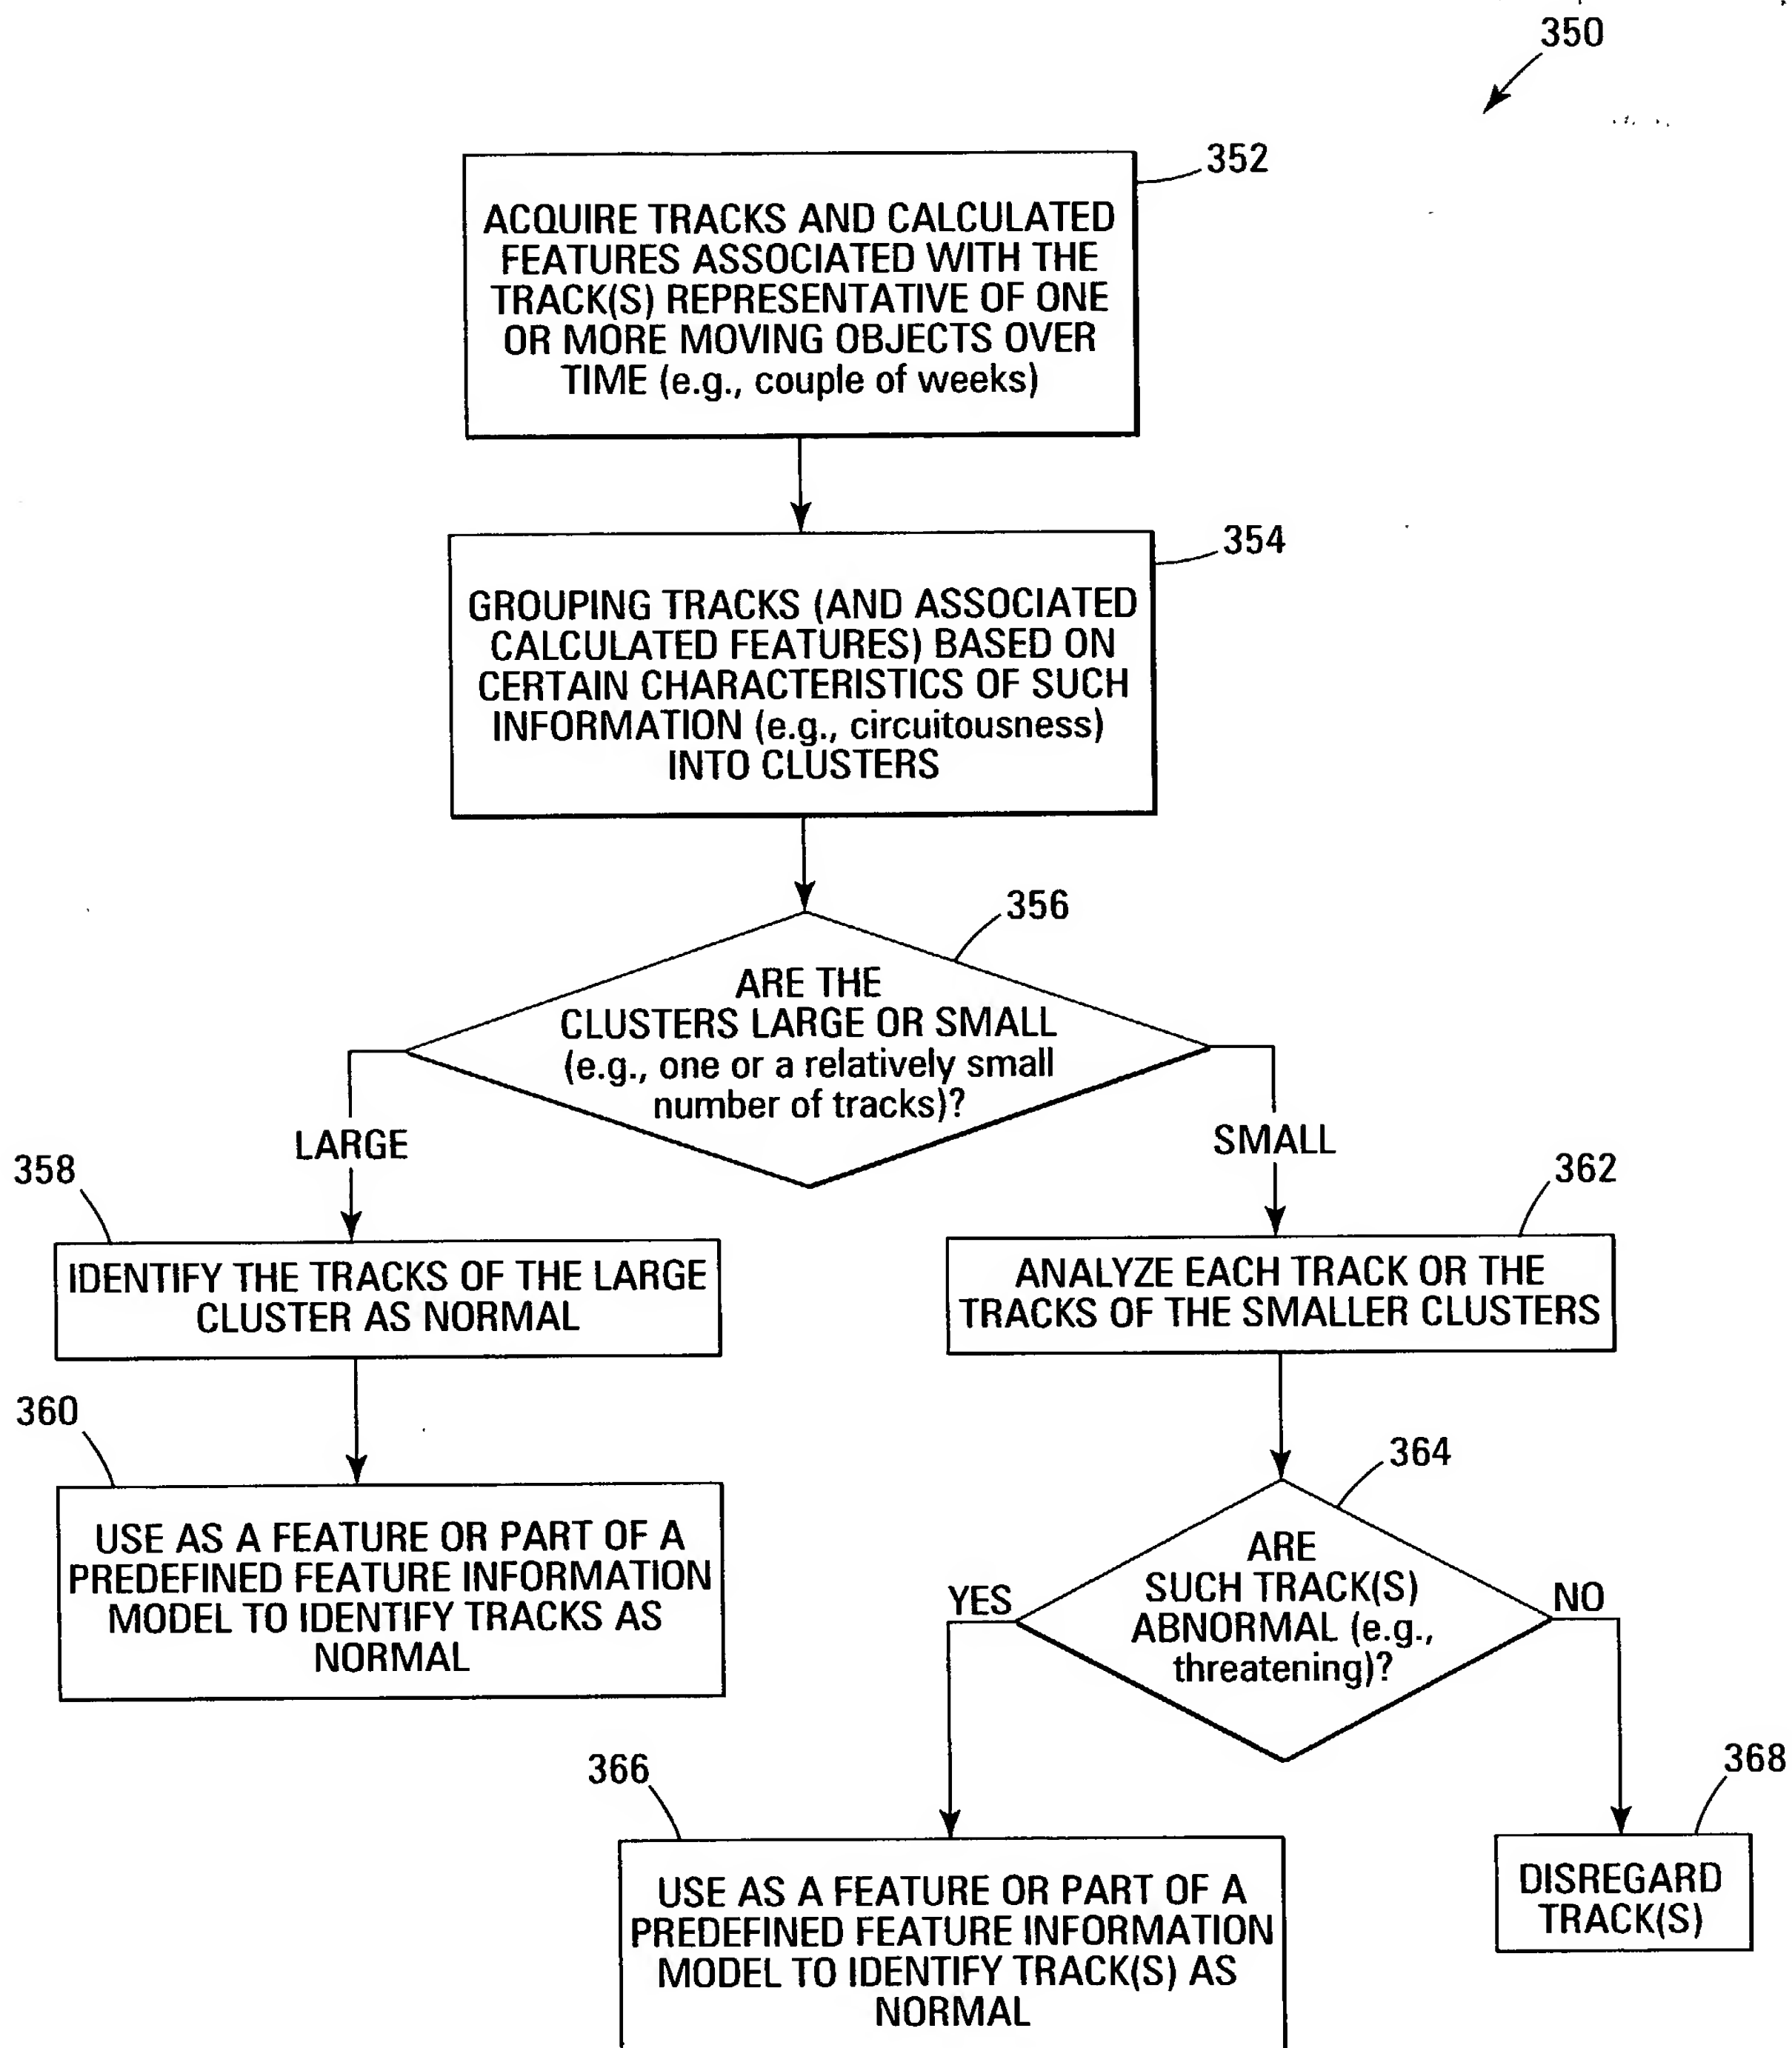 350
352
ACQUIRE TRACKS AND CALCULATED
FEATURES ASSOCIATED WITH THE
TRACK(S) REPRESENTATIVE OF ONE
OR MORE MOVING OBJECTS OVER
TIME (e.g., couple of weeks)
354
GROUPING TRACKS (AND ASSOCIATED
CALCULATED FEATURES) BASED ON
CERTAIN CHARACTERISTICS OF SUCH
INFORMATION (e.g., circuitousness)
INTO CLUSTERS
356
ARE THE
CLUSTERS LARGE OR SMALL
(e.g., one or a relatively small
number of tracks)?
LARGE
SMALL
358
IDENTIFY THE TRACKS OF THE LARGE
CLUSTER AS NORMAL
362
ANALYZE EACH TRACK OR THE
TRACKS OF THE SMALLER CLUSTERS
360
USE AS A FEATURE OR PART OF A
PREDEFINED FEATURE INFORMATION
MODEL TO IDENTIFY TRACKS AS
NORMAL
364
ARE
SUCH TRACK(S)
ABNORMAL (e.g.,
threatening)?
YES
NO
366
USE AS A FEATURE OR PART OF A
PREDEFINED FEATURE INFORMATION
MODEL TO IDENTIFY TRACK(S) AS
NORMAL
368
DISREGARD
TRACK(S)